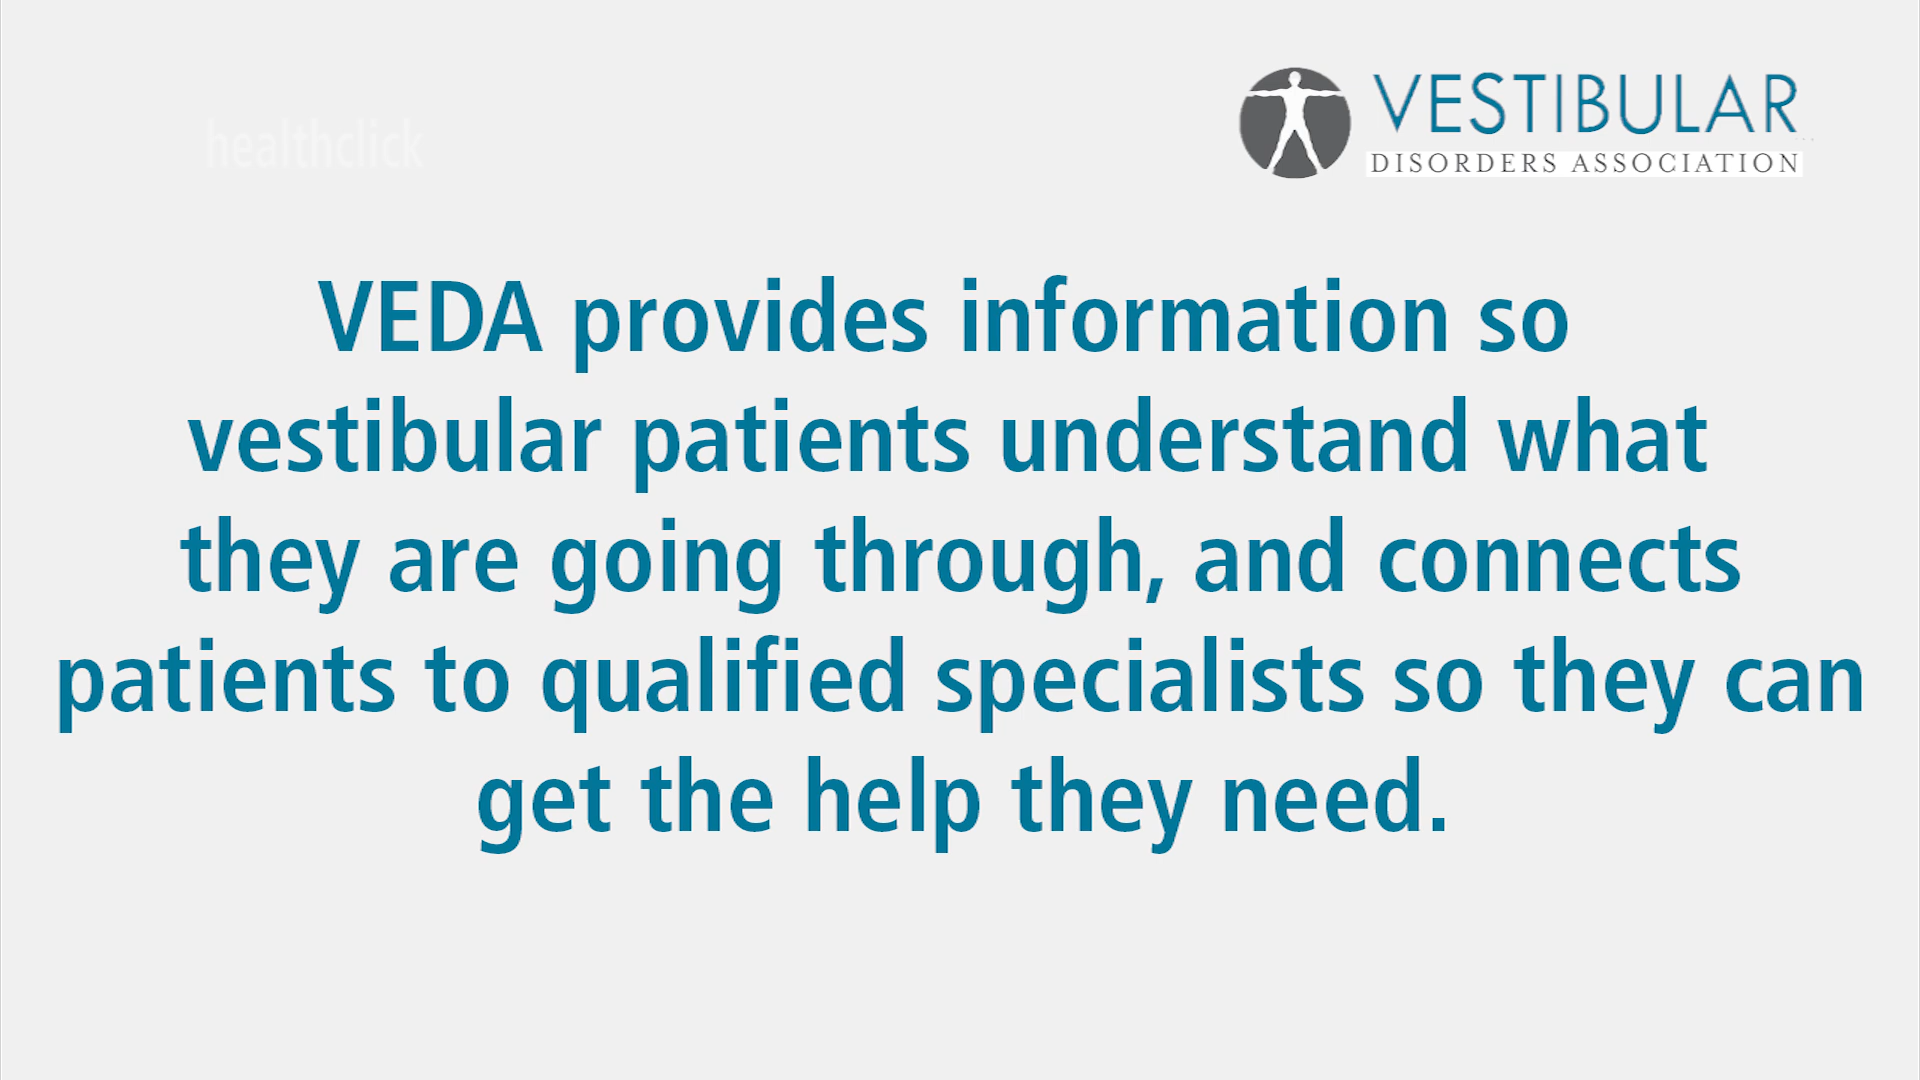 healthclick
VESTIBULAR
DISORDERS ASSOCIATION
VEDA provides information so
vestibular patients understand what
they are going through, and connects
patients to qualified specialists so they can
get the help they need.